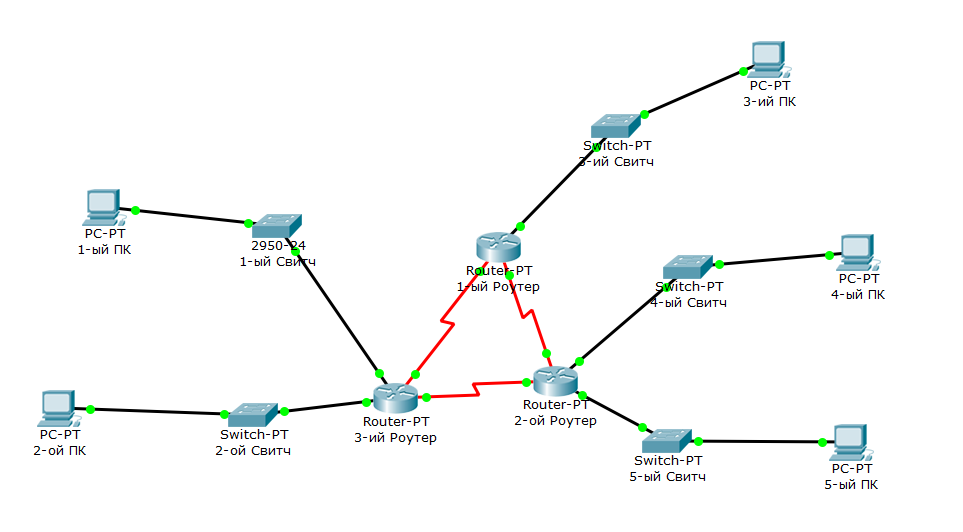 PC-PT
3-ий ПК
Switch-PT
3-ий Свитч
PC-PT
1-ый ПК
2950-24
1-ый Свитч
Router-PT
1-ый Роутер
Switch-PT
4-ый Свитч
PC-PT
4-ый ПК
Router-PT
3-ий Роутер
Router-PT
2-ой Роутер
PC-PT
2-ой ПК
Switch-PT
2-ой Свитч
Switch-PT
5-ый Свитч
PC-PT
5-ый ПК